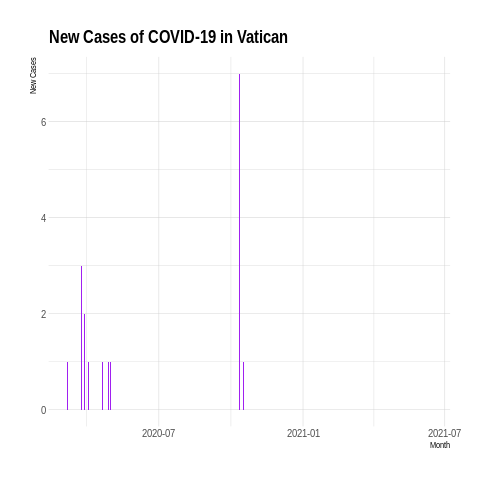 New Cases of COVID-19 in Vatican
New Cases
6
4
2
0
2020-07
2021-01
2021-07
Month